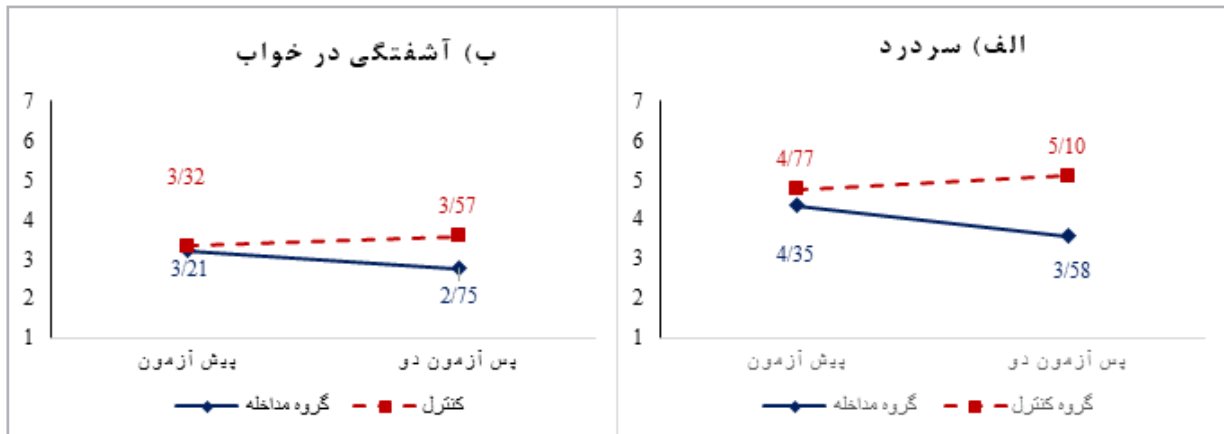 الف) سردرد
7
6
5
4
3
2
1
4/77
5/10
4/35
3/58
پیش آزمون
پس آزمون دو
گروه کنترل
گروه مداخله
ب) آشفتگی در خواب
7
6
5
4
3
2
1
3/32
3/57
3/21
2/75
پیش آزمون
پس آزمون دو
کنترل
گروه مداخله